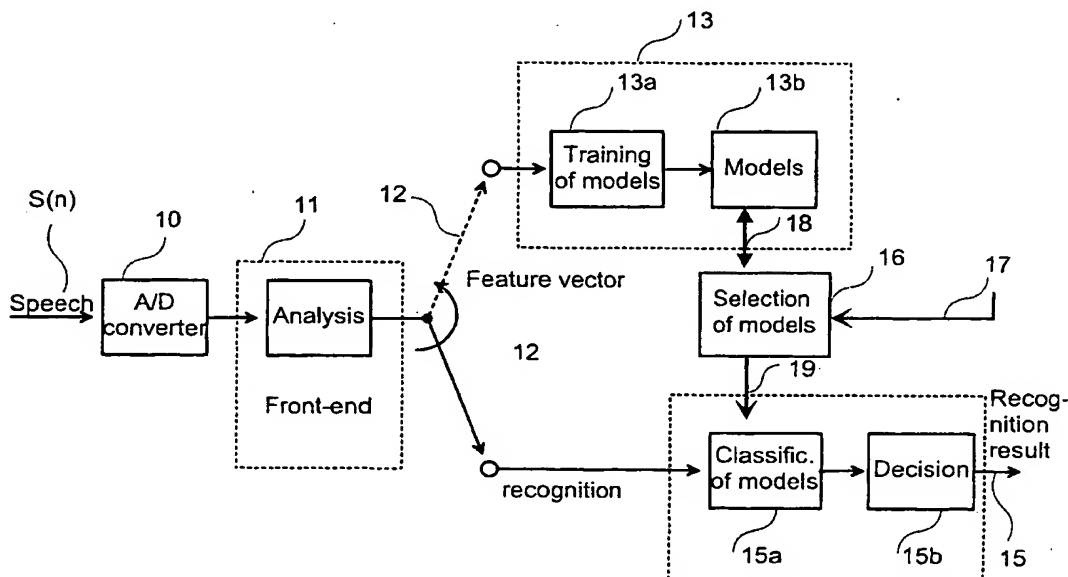 13
13a
13b
Training
of models
Models
S(n)
10
11
12
18
16
17
Feature vector
Speech
A/D
converter
Analysis
Selection
of models
12
19
Front-end
Recog-
nition
result
recognition
Classific.
of models
Decision
15a
15b
15